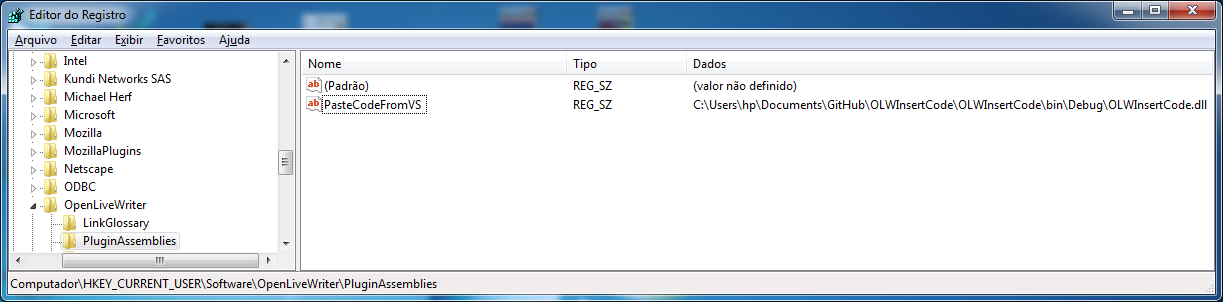 Editor do Registro
Arquivo Editar Exibir Favoritos Ajuda
Intel
Kundi Networks SAS
Michael Herf
Microsoft
Mozilla
MozillaPlugins
Netscape
ODBC
OpenLiveWriter
LinkGlossary
PluginAssemblies
Nome Tipo Dados
ab (Padrão) REG_SZ (valor não definido)
ab PasteCodeFromVS REG_SZ C:\Users\hp\Documents\GitHub\OLWInsertCode\OLWInsertCode\bin\Debug\OLWInsertCode.dll
Computador\HKEY_CURRENT_USER\Software\OpenLiveWriter\PluginAssemblies